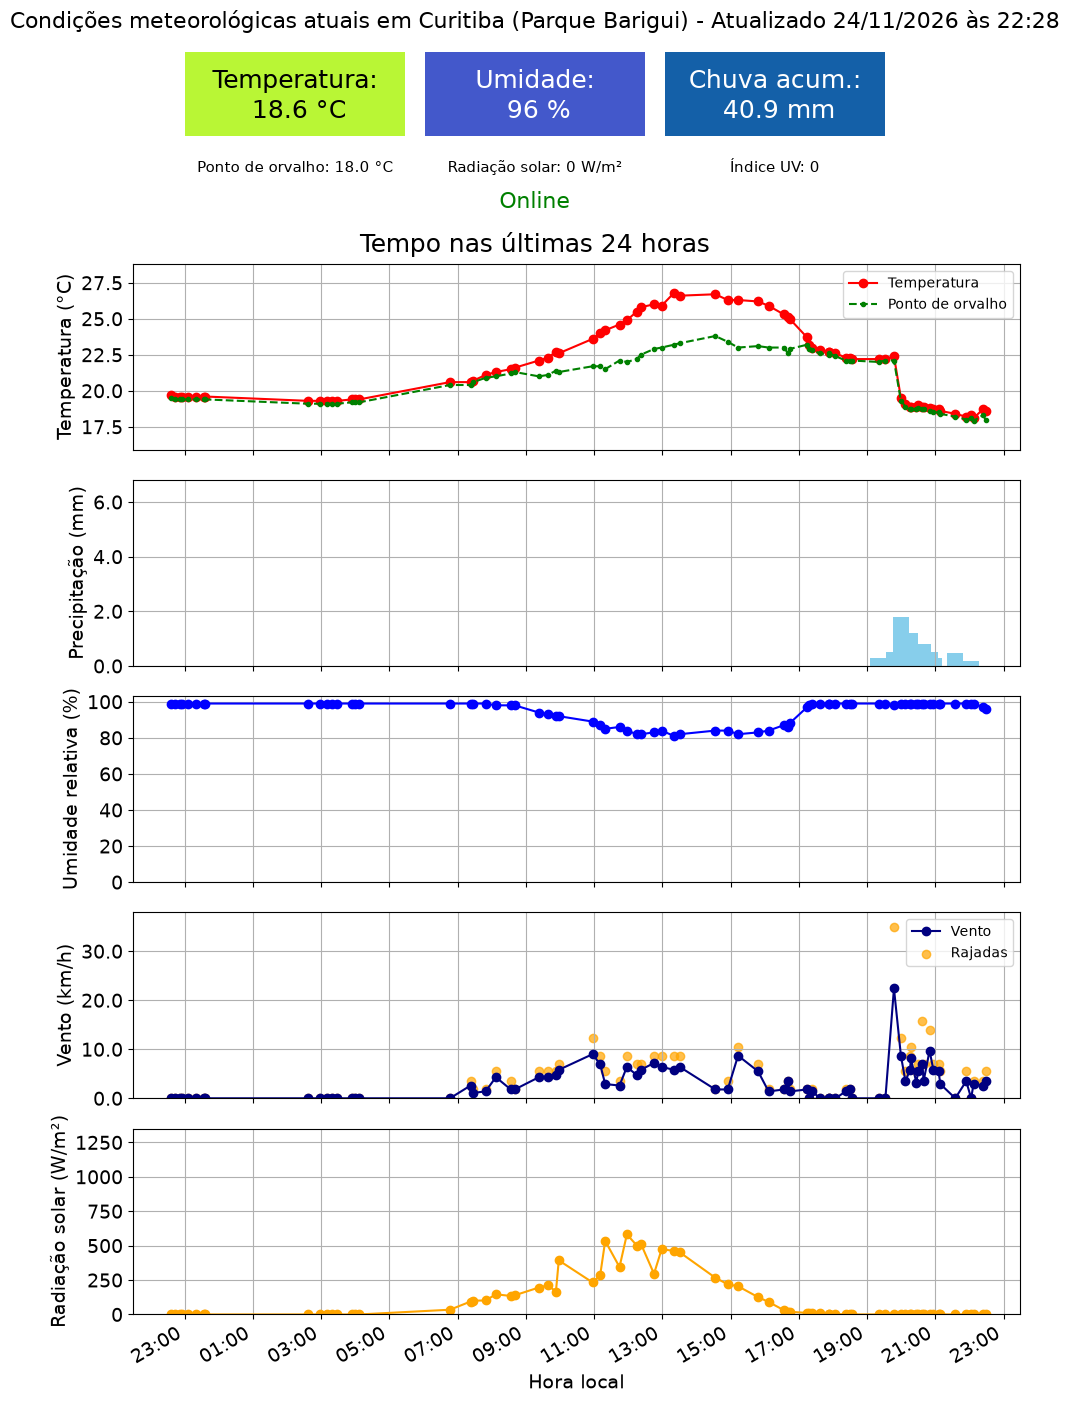 Condições meteorológicas atuais em Curitiba (Parque Barigui) - Atualizado 24/11/2026 às 22:28
Temperatura:
18.6 °C
Umidade:
96 %
Chuva acum.:
40.9 mm
Ponto de orvalho: 18.0 °C
Radiação solar: 0 W/m²
Índice UV: 0
Online
Tempo nas últimas 24 horas
Temperatura (°C)
27.5
25.0
22.5
20.0
17.5
Temperatura
Ponto de orvalho
Precipitação (mm)
6.0
4.0
2.0
0.0
Umidade relativa (%)
100
80
60
40
20
0
Vento (km/h)
30.0
20.0
10.0
0.0
Vento
Rajadas
Radiação solar (W/m²)
1250
1000
750
500
250
0
23:00
01:00
03:00
05:00
07:00
09:00
11:00
13:00
15:00
17:00
19:00
21:00
23:00
Hora local